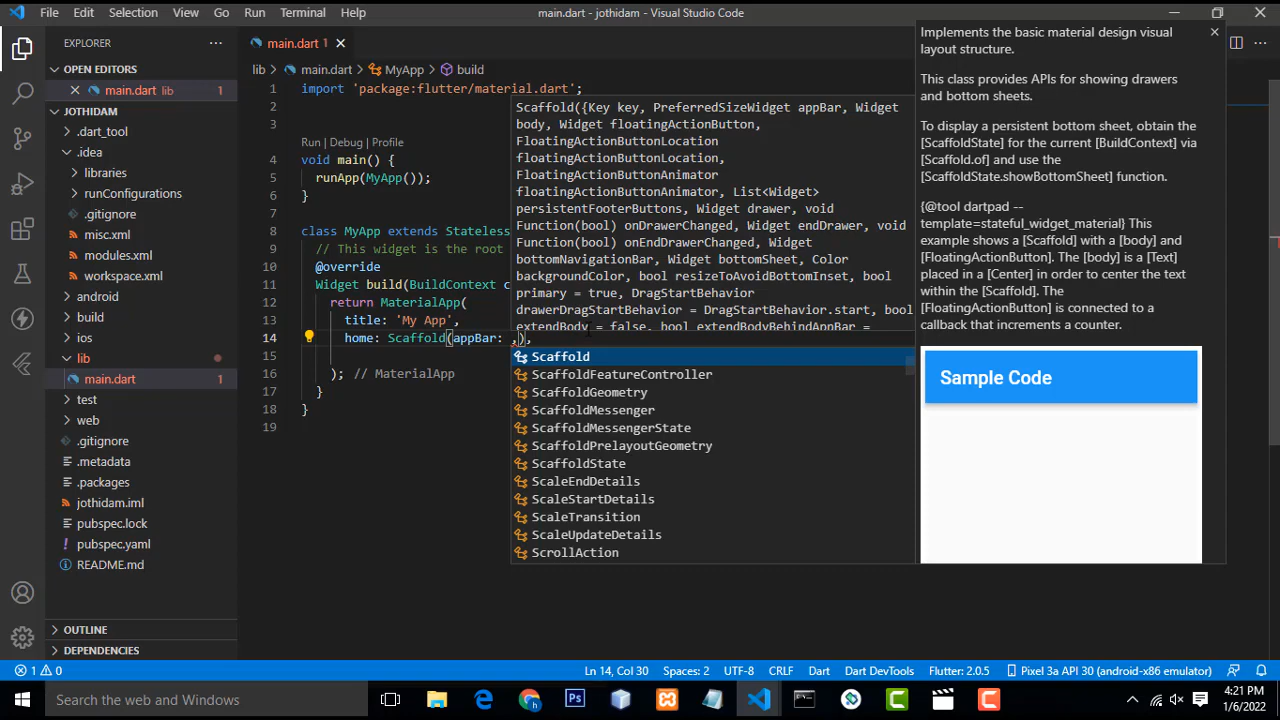 File Edit Selection View Go Run Terminal Help
main.dart - jothidam - Visual Studio Code
EXPLORER
OPEN EDITORS
main.dart lib 1
JOTHIDAM
.dart_tool
.idea
libraries
runConfigurations
.gitignore
misc.xml
modules.xml
workspace.xml
android
build
ios
lib
main.dart 1
test
web
.gitignore
.metadata
.packages
jothidam.iml
pubspec.lock
pubspec.yaml
README.md
OUTLINE
DEPENDENCIES
main.dart 1
lib > main.dart > MyApp > build
1 import 'package:flutter/material.dart';
2
3
Run | Debug | Profile
4 void main() {
5 runApp(MyApp());
6 }
7
8 class MyApp extends Stateless
9 // This widget is the root
10 @override
11 Widget build(BuildContext c
12 return MaterialApp(
13 title: 'My App',
14 home: Scaffold(appBar: ,),
15
16 ); // MaterialApp
17 }
18 }
19
Scaffold({Key key, PreferredSizeWidget appBar, Widget
body, Widget floatingActionButton,
FloatingActionButtonLocation
floatingActionButtonLocation,
FloatingActionButtonAnimator
floatingActionButtonAnimator, List<Widget>
persistentFooterButtons, Widget drawer, void
Function(bool) onDrawerChanged, Widget endDrawer, void
Function(bool) onEndDrawerChanged, Widget
bottomNavigationBar, Widget bottomSheet, Color
backgroundColor, bool resizeToAvoidBottomInset, bool
primary = true, DragStartBehavior
drawerDragStartBehavior = DragStartBehavior.start, bool
extendBody = false, bool extendBodyBehindAppBar =
Scaffold
ScaffoldFeatureController
ScaffoldGeometry
ScaffoldMessenger
ScaffoldMessengerState
ScaffoldPrelayoutGeometry
ScaffoldState
ScaleEndDetails
ScaleStartDetails
ScaleTransition
ScaleUpdateDetails
ScrollAction
Implements the basic material design visual
layout structure.
This class provides APIs for showing drawers
and bottom sheets.
To display a persistent bottom sheet, obtain the
[ScaffoldState] for the current [BuildContext] via
[Scaffold.of] and use the
[ScaffoldState.showBottomSheet] function.
{@tool dartpad --
template=stateful_widget_material} This
example shows a [Scaffold] with a [body] and
[FloatingActionButton]. The [body] is a [Text]
placed in a [Center] in order to center the text
within the [Scaffold]. The
[FloatingActionButton] is connected to a
callback that increments a counter.
Sample Code
1 0
Ln 14, Col 30 Spaces: 2 UTF-8 CRLF Dart Dart DevTools Flutter: 2.0.5 Pixel 3a API 30 (android-x86 emulator)
Search the web and Windows
4:21 PM
1/6/2022